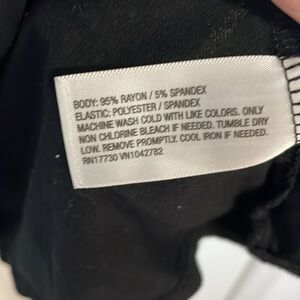 BODY: 95% RAYON / 5% SPANDEX
ELASTIC: POLYESTER / SPANDEX
MACHINE WASH COLD WITH LIKE COLORS. ONLY
NON CHLORINE BLEACH IF NEEDED. TUMBLE DRY
LOW. REMOVE PROMPTLY. COOL IRON IF NEEDED.
RN17730 VN1042782